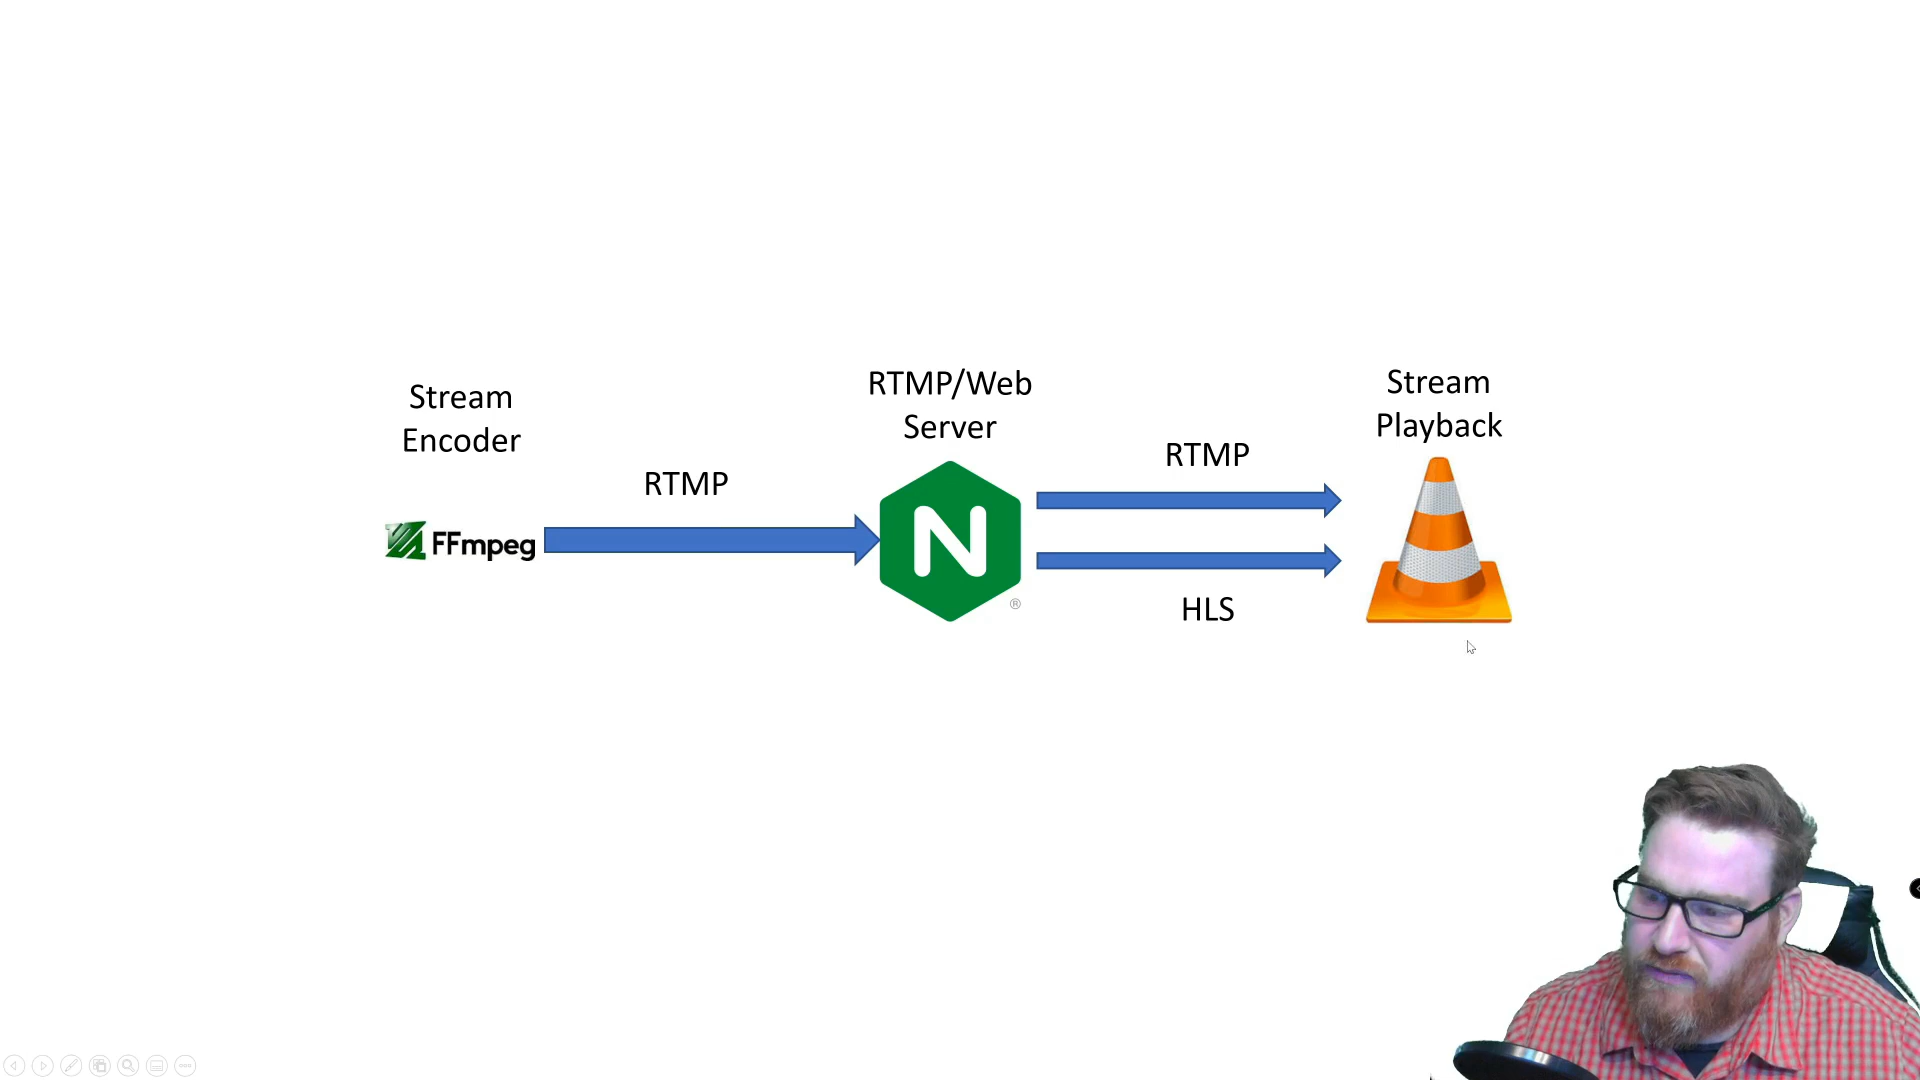 Stream
Encoder
RTMP
FFmpeg
RTMP/Web
Server
N
®
RTMP
HLS
Stream
Playback